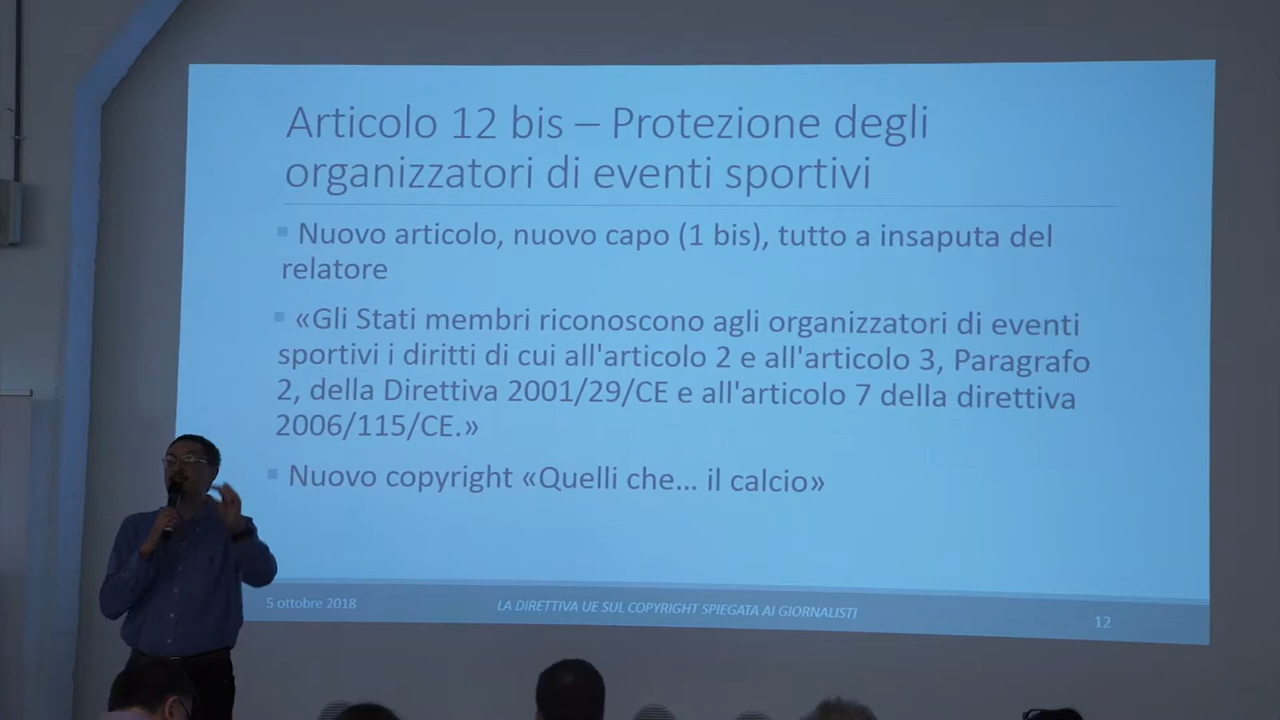 Articolo 12 bis – Protezione degli
organizzatori di eventi sportivi
Nuovo articolo, nuovo capo (1 bis), tutto a insaputa del
relatore
«Gli Stati membri riconoscono agli organizzatori di eventi
sportivi i diritti di cui all'articolo 2 e all'articolo 3, Paragrafo
2, della Direttiva 2001/29/CE e all'articolo 7 della direttiva
2006/115/CE.»
Nuovo copyright «Quelli che... il calcio»
5 ottobre 2018
LA DIRETTIVA UE SUL COPYRIGHT SPIEGATA AI GIORNALISTI
12